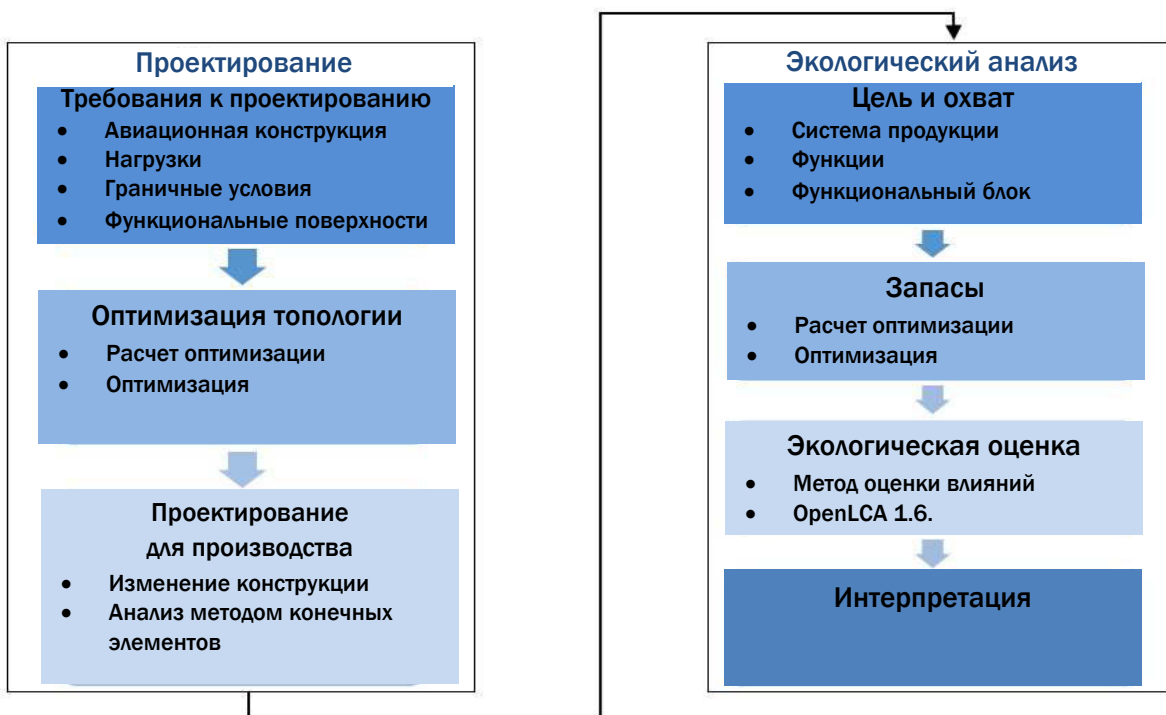 Проектирование
Требования к проектированию
• Авиационная конструкция
• Нагрузки
• Граничные условия
• Функциональные поверхности
Оптимизация топологии
• Расчет оптимизации
• Оптимизация
Проектирование
для производства
• Изменение конструкции
• Анализ методом конечных
элементов
Экологический анализ
Цель и охват
• Система продукции
• Функции
• Функциональный блок
Запасы
• Расчет оптимизации
• Оптимизация
Экологическая оценка
• Метод оценки влияний
• OpenLCA 1.6.
Интерпретация